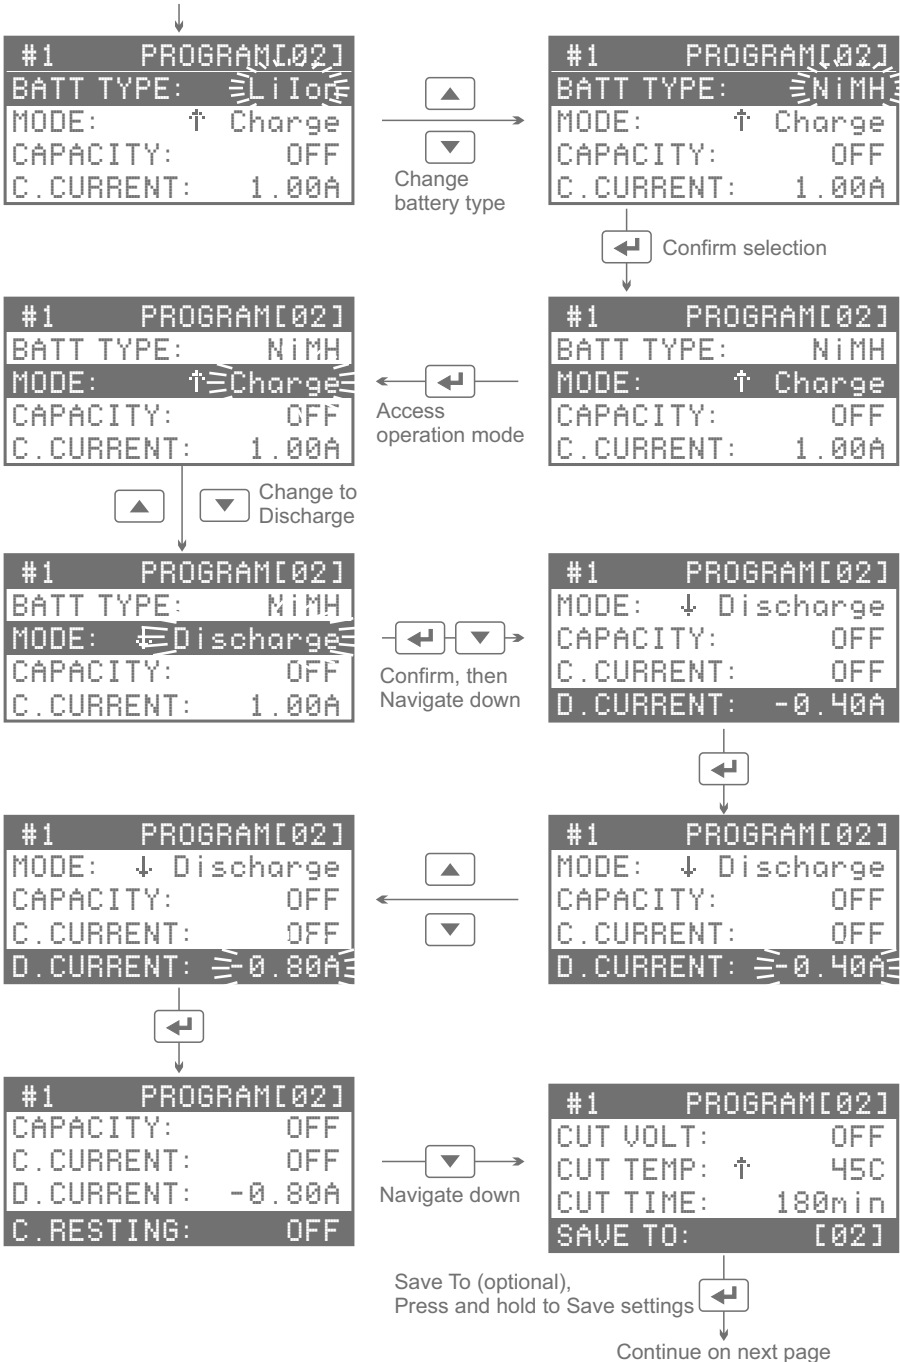 #1 PROGRAM[02]
BATT TYPE: LiIon
MODE: ↑ Charge
CAPACITY: OFF
C.CURRENT: 1.00A
Change
battery type
#1 PROGRAM[02]
BATT TYPE: NiMH
MODE: ↑ Charge
CAPACITY: OFF
C.CURRENT: 1.00A
Confirm selection
#1 PROGRAM[02]
BATT TYPE: NiMH
MODE: ↑ Charge
CAPACITY: OFF
C.CURRENT: 1.00A
Access
operation mode
#1 PROGRAM[02]
BATT TYPE: NiMH
MODE: ↑ Charge
CAPACITY: OFF
C.CURRENT: 1.00A
Change to
Discharge
#1 PROGRAM[02]
BATT TYPE: NiMH
MODE: ↓ Discharge
CAPACITY: OFF
C.CURRENT: 1.00A
Confirm, then
Navigate down
#1 PROGRAM[02]
MODE: ↓ Discharge
CAPACITY: OFF
C.CURRENT: OFF
D.CURRENT: -0.40A
#1 PROGRAM[02]
MODE: ↓ Discharge
CAPACITY: OFF
C.CURRENT: OFF
D.CURRENT: -0.40A
#1 PROGRAM[02]
MODE: ↓ Discharge
CAPACITY: OFF
C.CURRENT: OFF
D.CURRENT: -0.80A
#1 PROGRAM[02]
CAPACITY: OFF
C.CURRENT: OFF
D.CURRENT: -0.80A
C.RESTING: OFF
Navigate down
#1 PROGRAM[02]
CUT VOLT: OFF
CUT TEMP: ↑ 45C
CUT TIME: 180min
SAVE TO: [02]
Save To (optional),
Press and hold to Save settings
Continue on next page